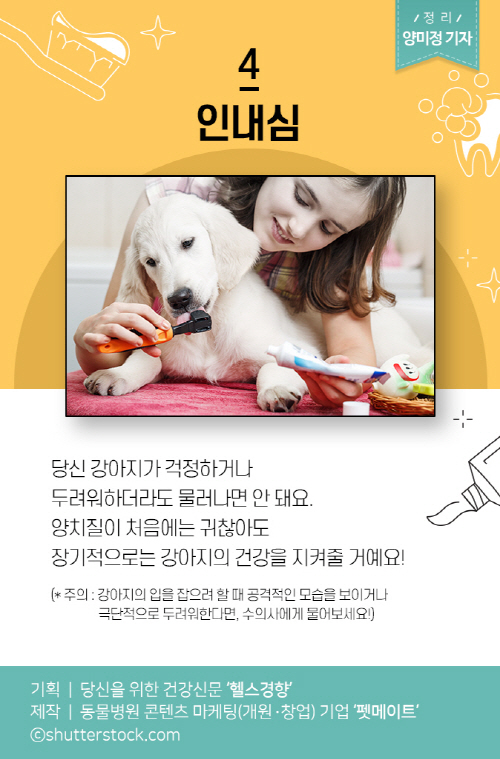 / 정 리 /
양미정 기자
4
인내심
당신 강아지가 걱정하거나
두려워하더라도 물러나면 안 돼요.
양치질이 처음에는 귀찮아도
장기적으로는 강아지의 건강을 지켜줄 거예요!
(* 주의 : 강아지의 입을 잡으려 할 때 공격적인 모습을 보이거나
극단적으로 두려워한다면, 수의사에게 물어보세요!)
기획 | 당신을 위한 건강신문 ‘헬스경향’
제작 | 동물병원 콘텐츠 마케팅(개원·창업) 기업 ‘펫메이트’
ⓒshutterstock.com